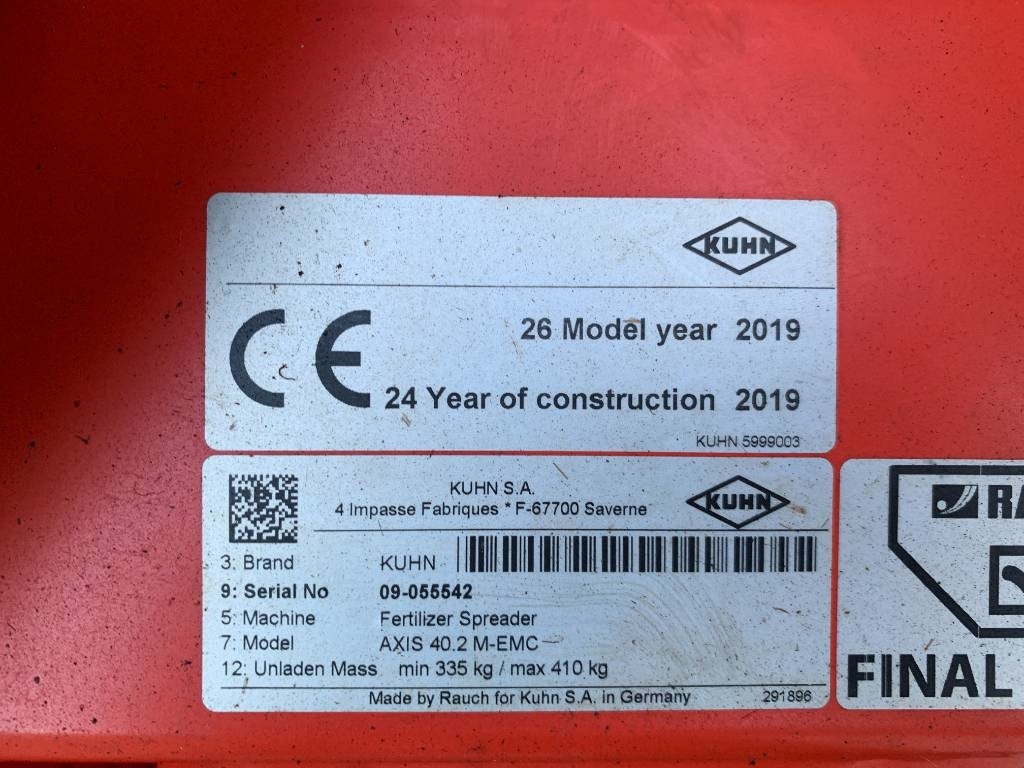 KUHN
CE
26 Model year 2019
24 Year of construction 2019
KUHN 5999003
KUHN S.A.
4 Impasse Fabriques * F-67700 Saverne
KUHN
3: Brand KUHN
9: Serial No 09-055542
5: Machine Fertilizer Spreader
7: Model AXIS 40.2 M-EMC
12: Unladen Mass min 335 kg / max 410 kg
Made by Rauch for Kuhn S.A. in Germany 291896
FINAL